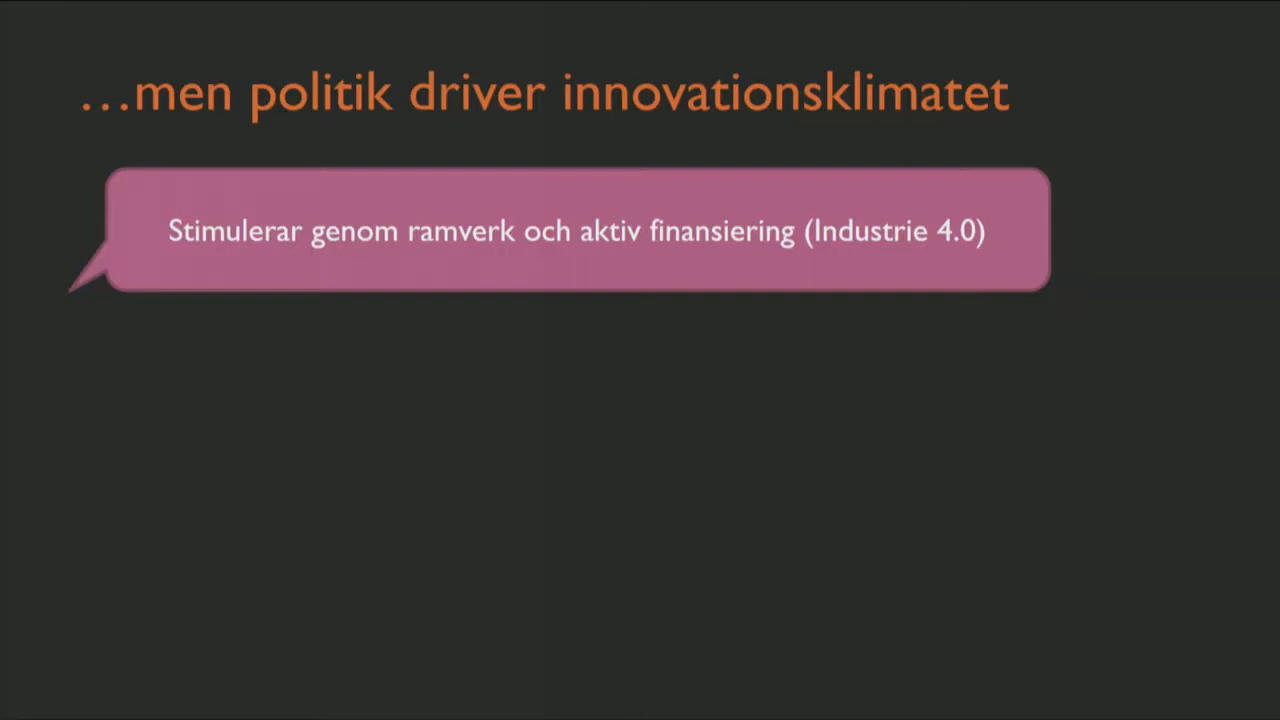 …men politik driver innovationsklimatet
Stimulerar genom ramverk och aktiv finansiering (Industrie 4.0)